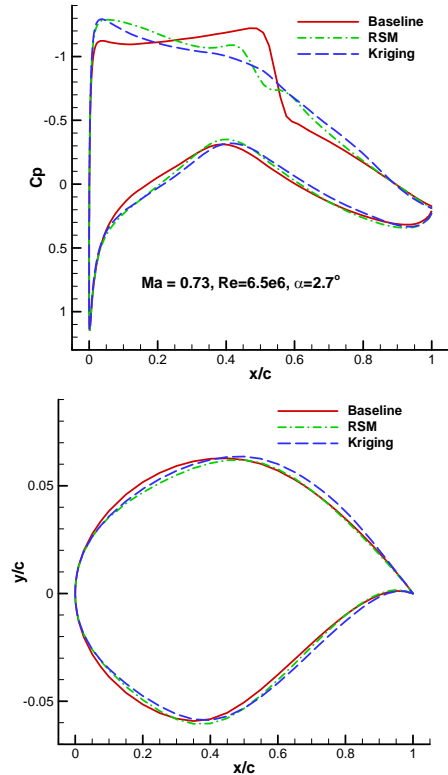 Baseline
RSM
Kriging
-1
-0.5
0
0.5
1
Cp
Ma = 0.73, Re=6.5e6, α=2.7°
0
0.2
0.4
0.6
0.8
1
x/c
Baseline
RSM
Kriging
0.05
0
-0.05
y/c
0
0.2
0.4
0.6
0.8
1
x/c